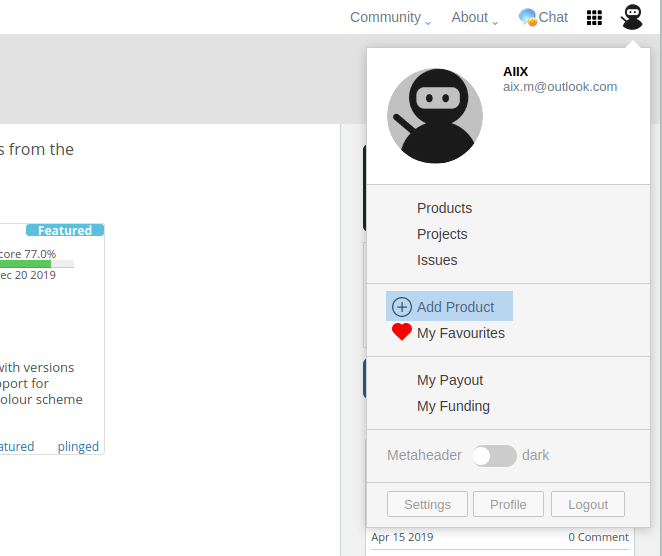 Community
About
Chat
AIIX
aix.m@outlook.com
s from the
Featured
core 77.0%
ec 20 2019
with versions
pport for
olour scheme
atured plinged
Products
Projects
Issues
Add Product
My Favourites
My Payout
My Funding
Metaheader dark
Settings Profile Logout
Apr 15 2019 0 Comment